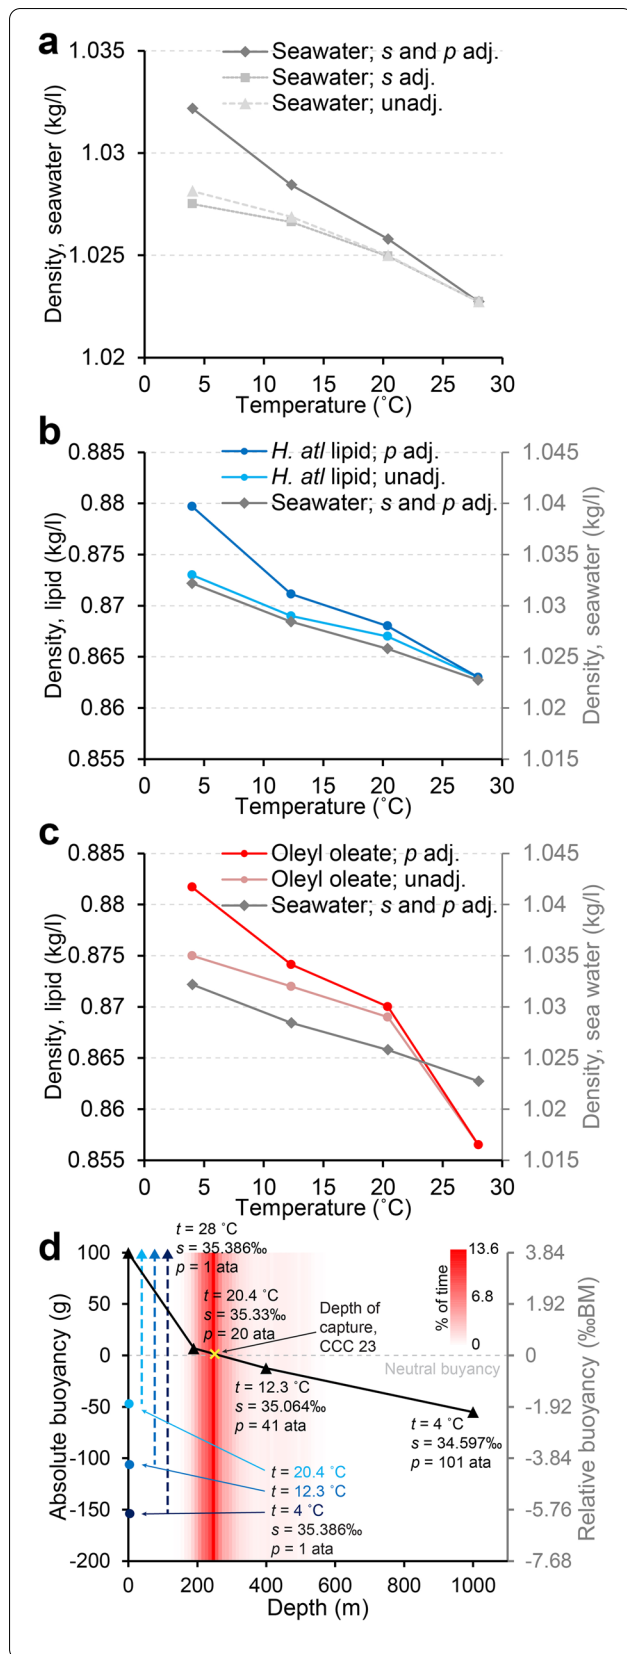 a
1.035
1.03
1.025
1.02
Density, seawater (kg/l)
Seawater; s and p adj.
Seawater; s adj.
Seawater; unadj.
0 5 10 15 20 25 30
Temperature (˚C)
b
0.885
0.88
0.875
0.87
0.865
0.86
0.855
Density, lipid (kg/l)
H. atl lipid; p adj.
H. atl lipid; unadj.
Seawater; s and p adj.
1.045
1.04
1.035
1.03
1.025
1.02
1.015
Density, seawater (kg/l)
0 5 10 15 20 25 30
Temperature (˚C)
c
0.885
0.88
0.875
0.87
0.865
0.86
0.855
Density, lipid (kg/l)
Oleyl oleate; p adj.
Oleyl oleate; unadj.
Seawater; s and p adj.
1.045
1.04
1.035
1.03
1.025
1.02
1.015
Density, sea water (kg/l)
0 5 10 15 20 25 30
Temperature (˚C)
d
100
50
0
-50
-100
-150
-200
Absolute buoyancy (g)
t = 28 ˚C
s = 35.386‰
p = 1 ata
t = 20.4 ˚C
s = 35.33‰
p = 20 ata
Depth of
capture,
CCC 23
% of time
13.6
6.8
0
Neutral buyancy
t = 12.3 ˚C
s = 35.064‰
p = 41 ata
t = 4 ˚C
s = 34.597‰
p = 101 ata
t = 20.4 ˚C
t = 12.3 ˚C
t = 4 ˚C
s = 35.386‰
p = 1 ata
3.84
1.92
0
-1.92
-3.84
-5.76
-7.68
Relative buoyancy (‰BM)
0 200 400 600 800 1000
Depth (m)